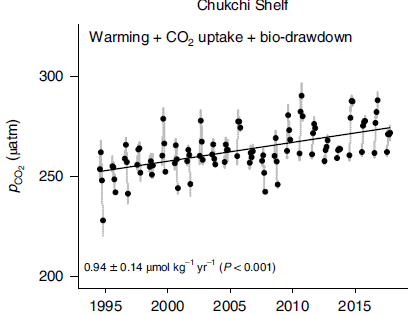 Chukchi Shelf
Warming + CO₂ uptake + bio-drawdown
300
250
200
pCO₂ (μatm)
0.94 ± 0.14 μmol kg⁻¹ yr⁻¹ (P < 0.001)
1995 2000 2005 2010 2015